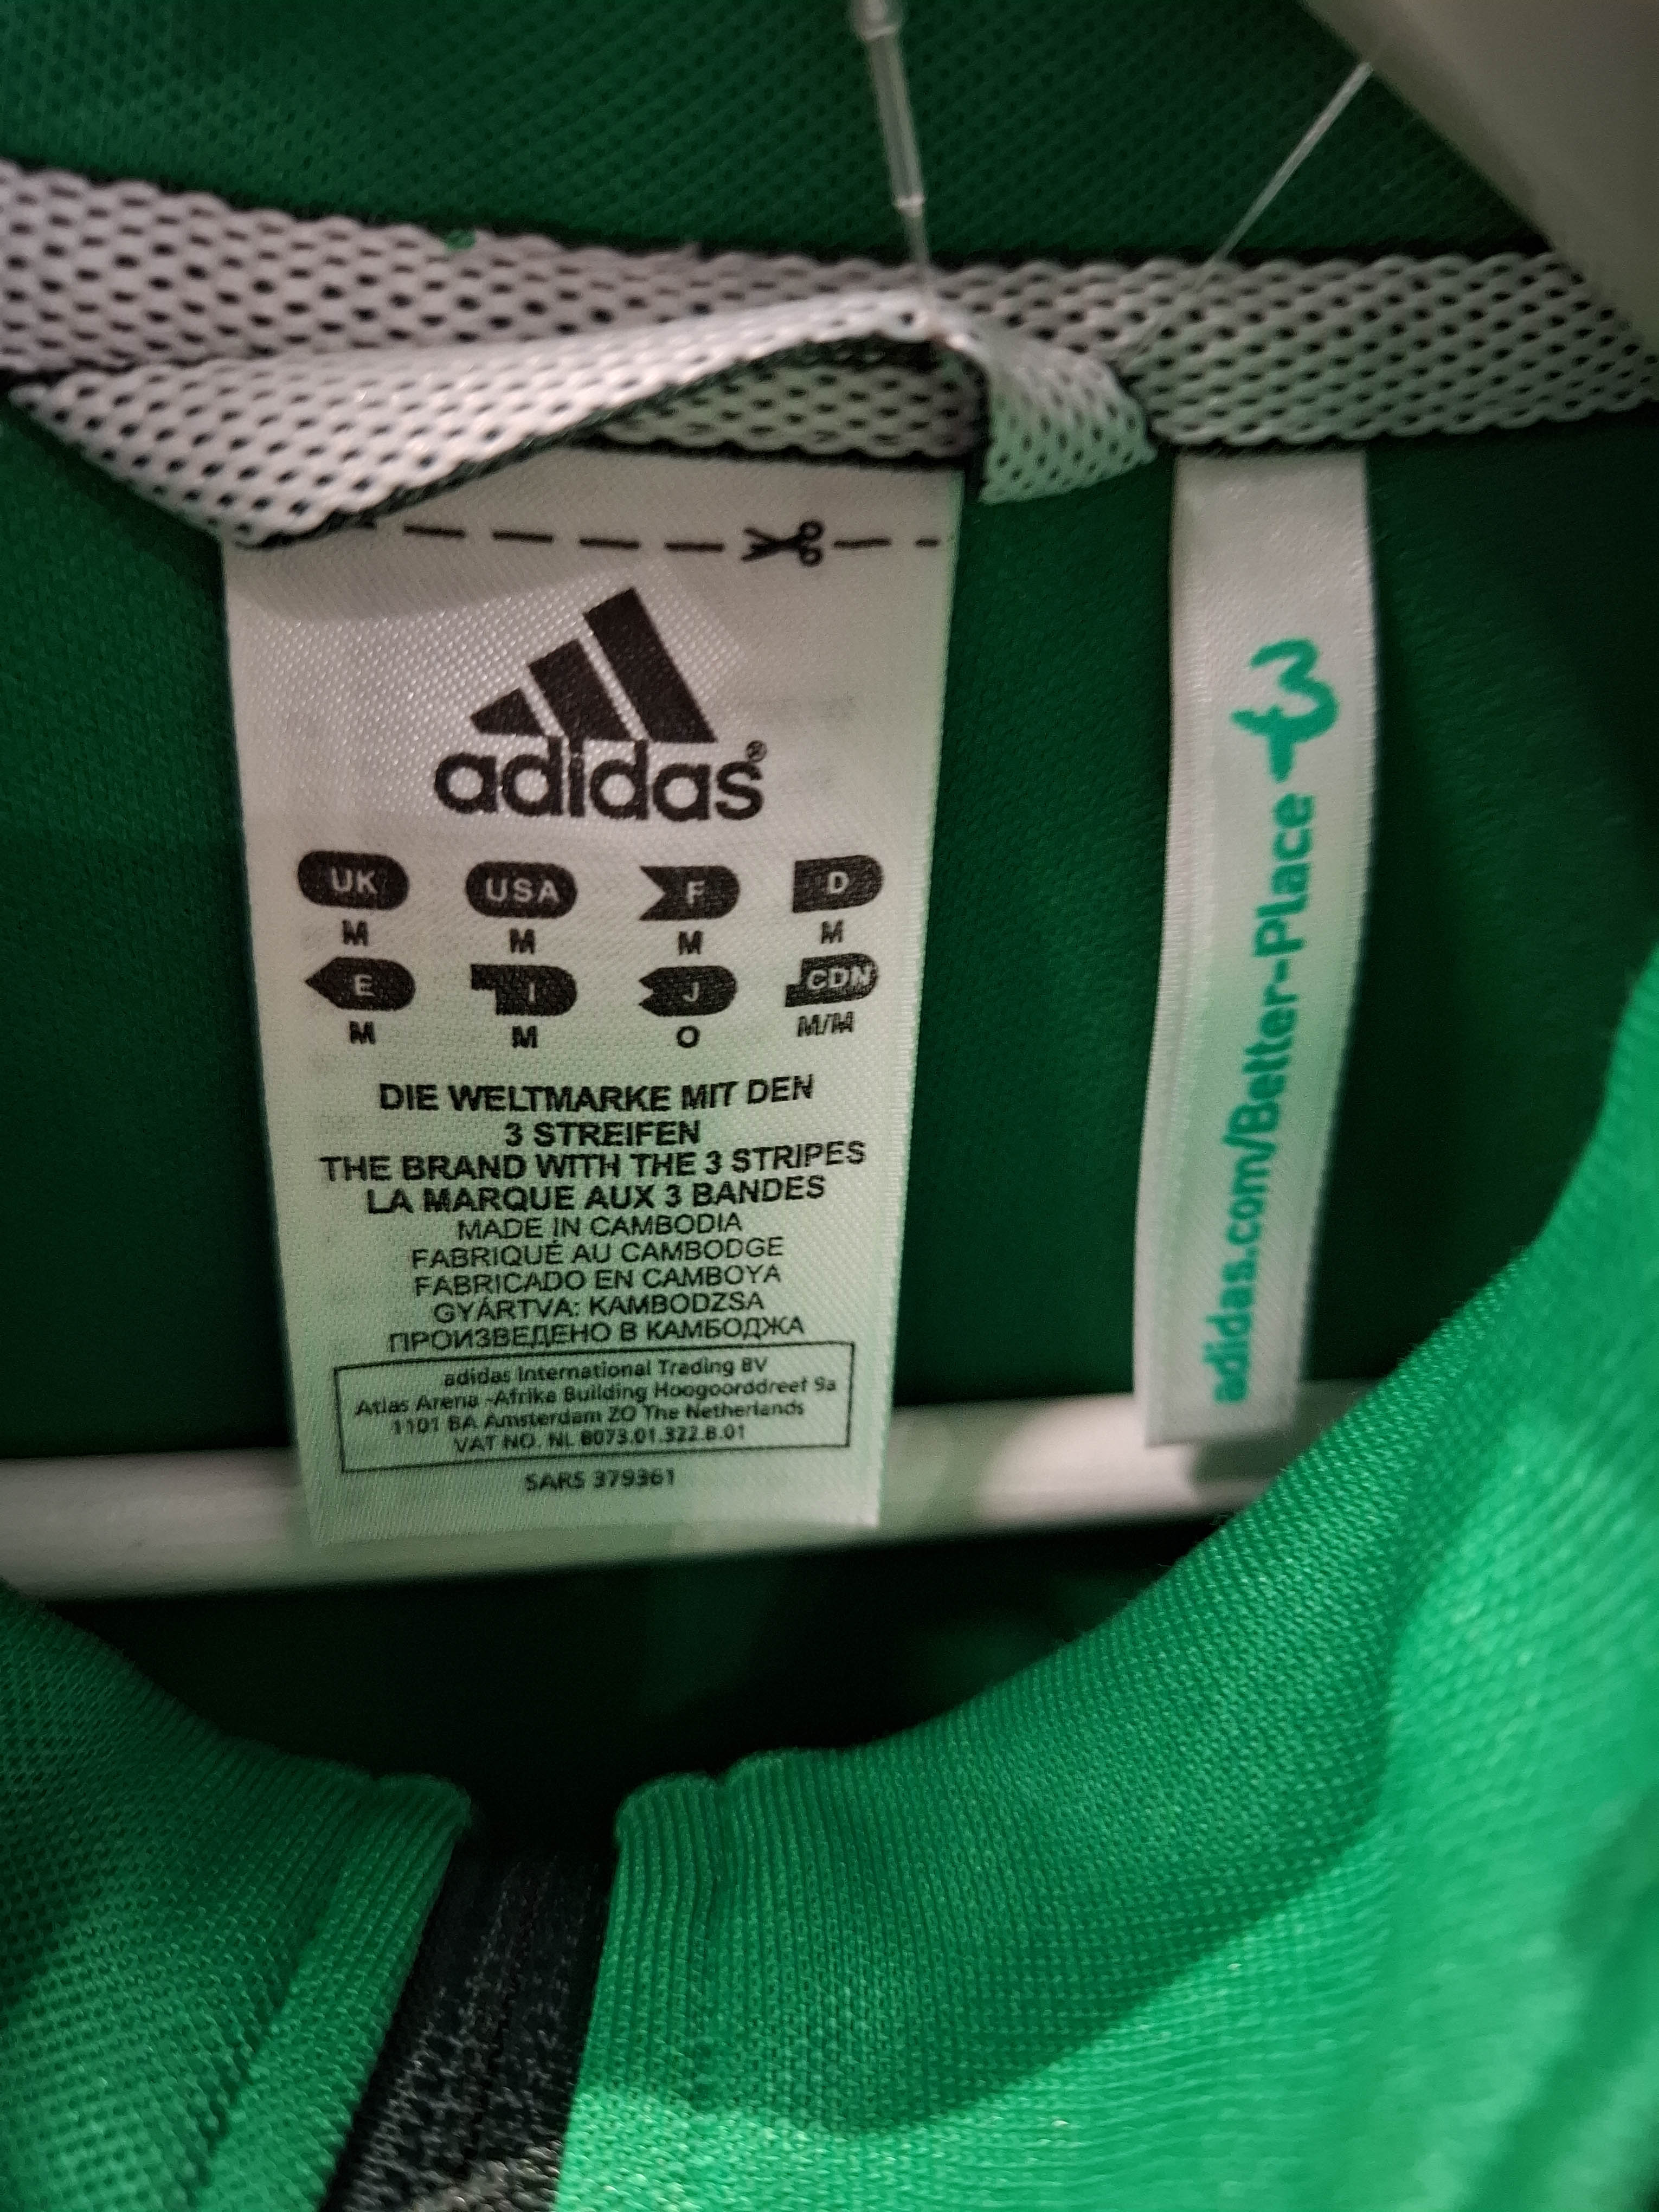 adidas®
UK USA F D
M M M M
E I J CDN
M M O M/M
DIE WELTMARKE MIT DEN
3 STREIFEN
THE BRAND WITH THE 3 STRIPES
LA MARQUE AUX 3 BANDES
MADE IN CAMBODIA
FABRIQUÉ AU CAMBODGE
FABRICADO EN CAMBOYA
GYÁRTVA: KAMBODZSA
ПРОИЗВЕДЕНО В КАМБОДЖА
adidas International Trading BV
Atlas Arena -Afrika Building Hoogoorddreef 9a
1101 BA Amsterdam ZO The Netherlands
VAT NO. NL 8073.01.322.B.01
SARS 379361
adidas.com/Better-Place